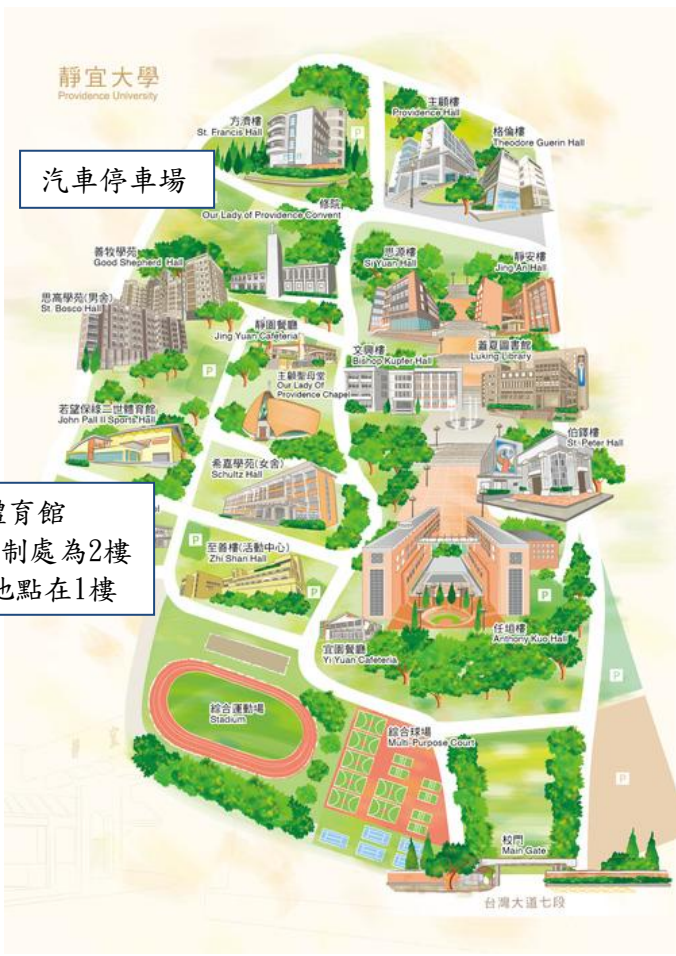 靜宜大學
Providence University
方濟樓
St. Francis Hall
P
主顧樓
Providence Hall
格倫樓
Theodore Guerin Hall
汽車停車場
修院
Our Lady of Providence Convent
善牧學苑
Good Shepherd Hall
思源樓
Si Yuan Hall
靜安樓
Jing An Hall
思高學苑(男舍)
St. Bosco Hall
靜園餐廳
Jing Yuan Cafeteria
文興樓
Bishop Kupfer Hall
蓋夏圖書館
Luking Library
P
主顧聖母堂
Our Lady Of
Providence Chapel
若望保祿二世體育館
John Pall II Sports Hall
伯鐸樓
St. Peter Hall
希嘉學苑(女舍)
Schultz Hall
體育館
制處為2樓
地點在1樓
P
至善樓(活動中心)
Zhi Shan Hall
P
P
任垣樓
Anthony Kuo Hall
宜園餐廳
Yi Yuan Cafeteria
P
綜合運動場
Stadium
綜合球場
Multi-Purpose Court
P
校門
Main Gate
台灣大道七段